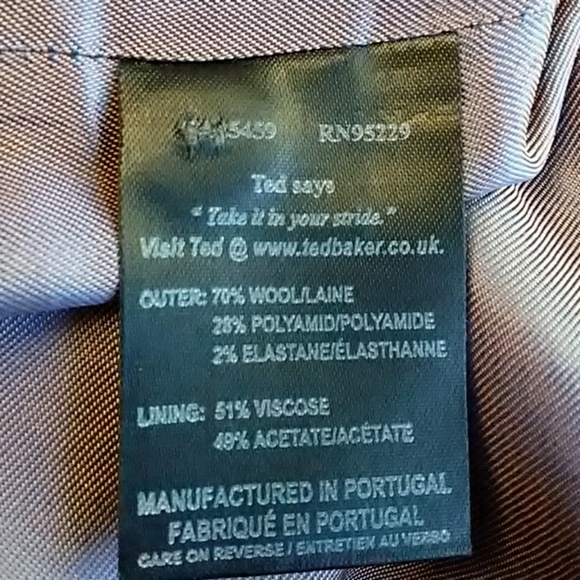 5459 RN95229
Ted says
"Take it in your stride."
Visit Ted @ www.tedbaker.co.uk.
OUTER: 70% WOOL/LAINE
28% POLYAMID/POLYAMIDE
2% ELASTANE/ÉLASTHANNE
LINING: 51% VISCOSE
49% ACETATE/ACÉTATE
MANUFACTURED IN PORTUGAL
FABRIQUÉ EN PORTUGAL
CARE ON REVERSE / ENTRETIEN AU VERSO